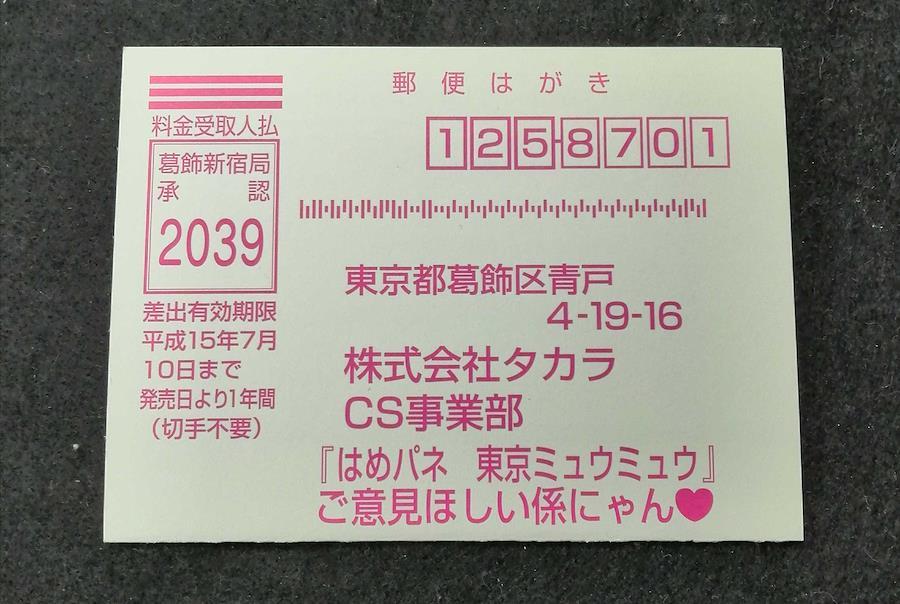 郵便はがき
料金受取人払
葛飾新宿局
承認
2039
差出有効期限
平成15年7月
10日まで
発売日より1年間
(切手不要)
125-8701
東京都葛飾区青戸
4-19-16
株式会社タカラ
CS事業部
『はめパネ 東京ミュウミュウ』
ご意見ほしい係にゃん♥